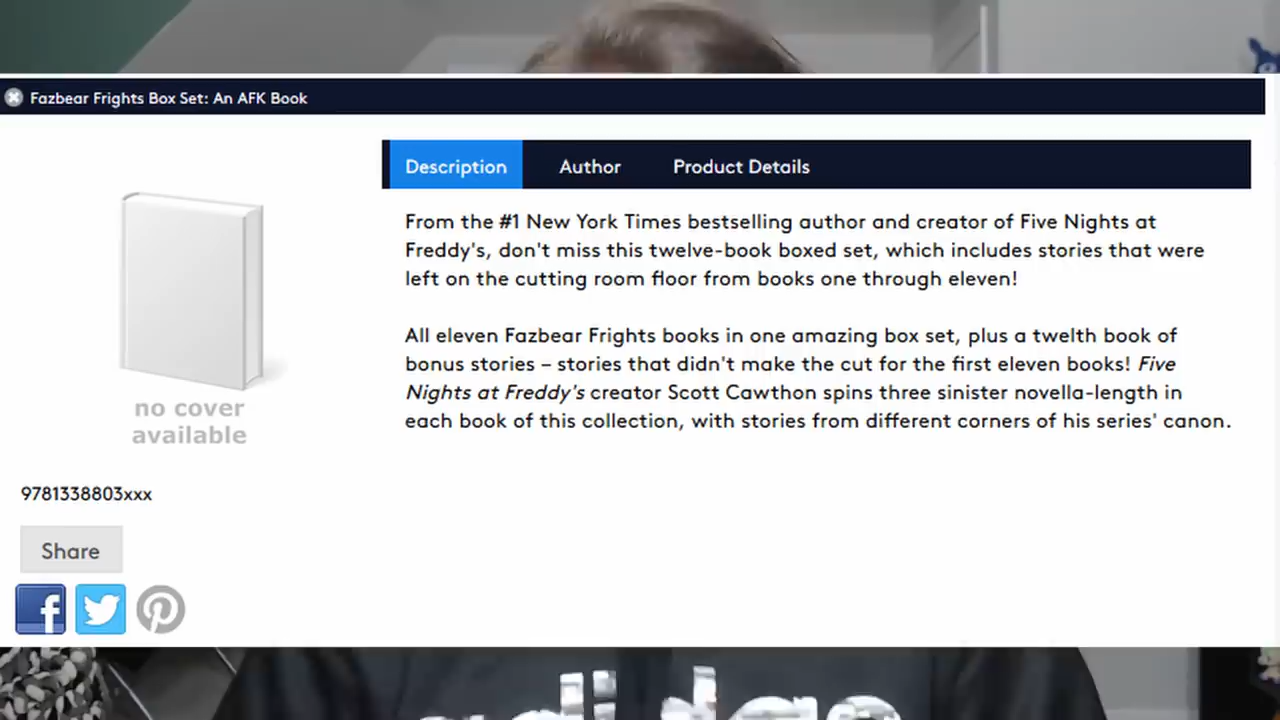 Fazbear Frights Box Set: An AFK Book
Description Author Product Details
From the #1 New York Times bestselling author and creator of Five Nights at
Freddy's, don't miss this twelve-book boxed set, which includes stories that were
left on the cutting room floor from books one through eleven!
All eleven Fazbear Frights books in one amazing box set, plus a twelth book of
bonus stories – stories that didn't make the cut for the first eleven books! Five
Nights at Freddy's creator Scott Cawthon spins three sinister novella-length in
each book of this collection, with stories from different corners of his series' canon.
no cover
available
9781338803xxx
Share